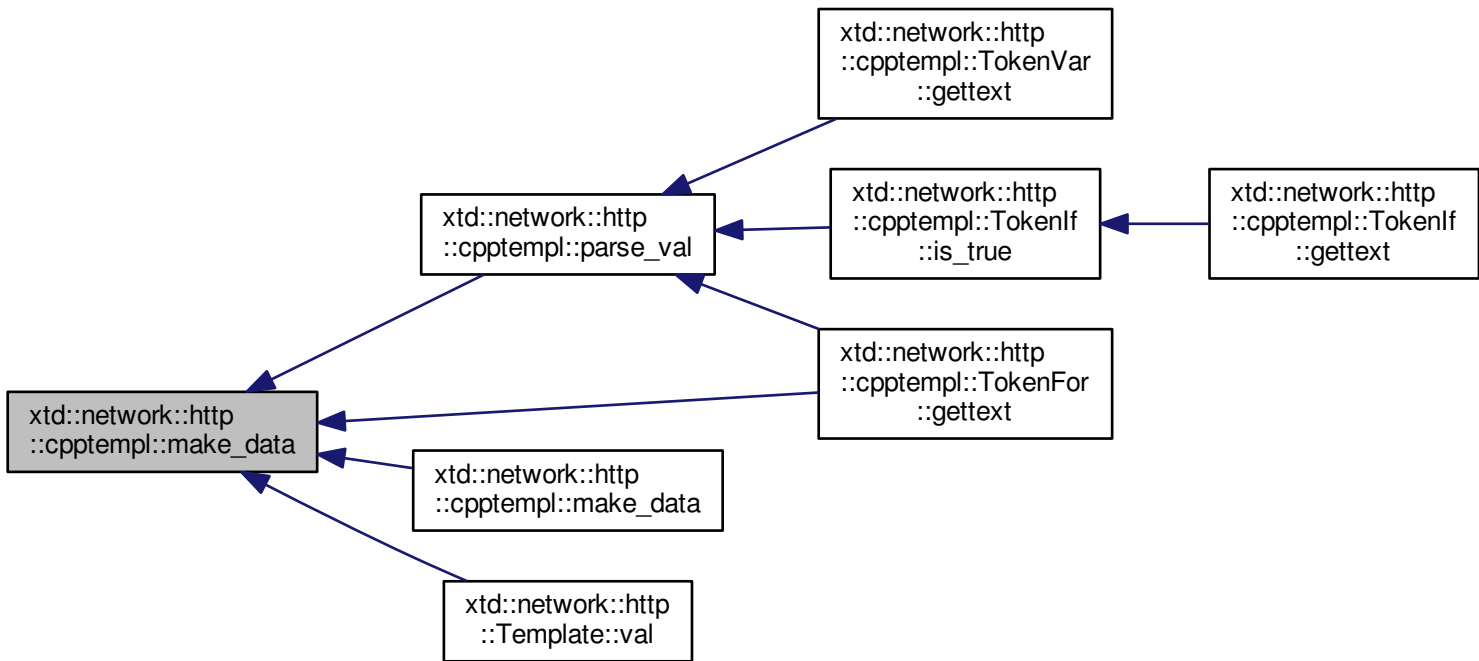 xtd::network::http
::cpptempl::TokenVar
::gettext
xtd::network::http
::cpptempl::parse_val
xtd::network::http
::cpptempl::TokenIf
::is_true
xtd::network::http
::cpptempl::TokenIf
::gettext
xtd::network::http
::cpptempl::TokenFor
::gettext
xtd::network::http
::cpptempl::make_data
xtd::network::http
::cpptempl::make_data
xtd::network::http
::Template::val